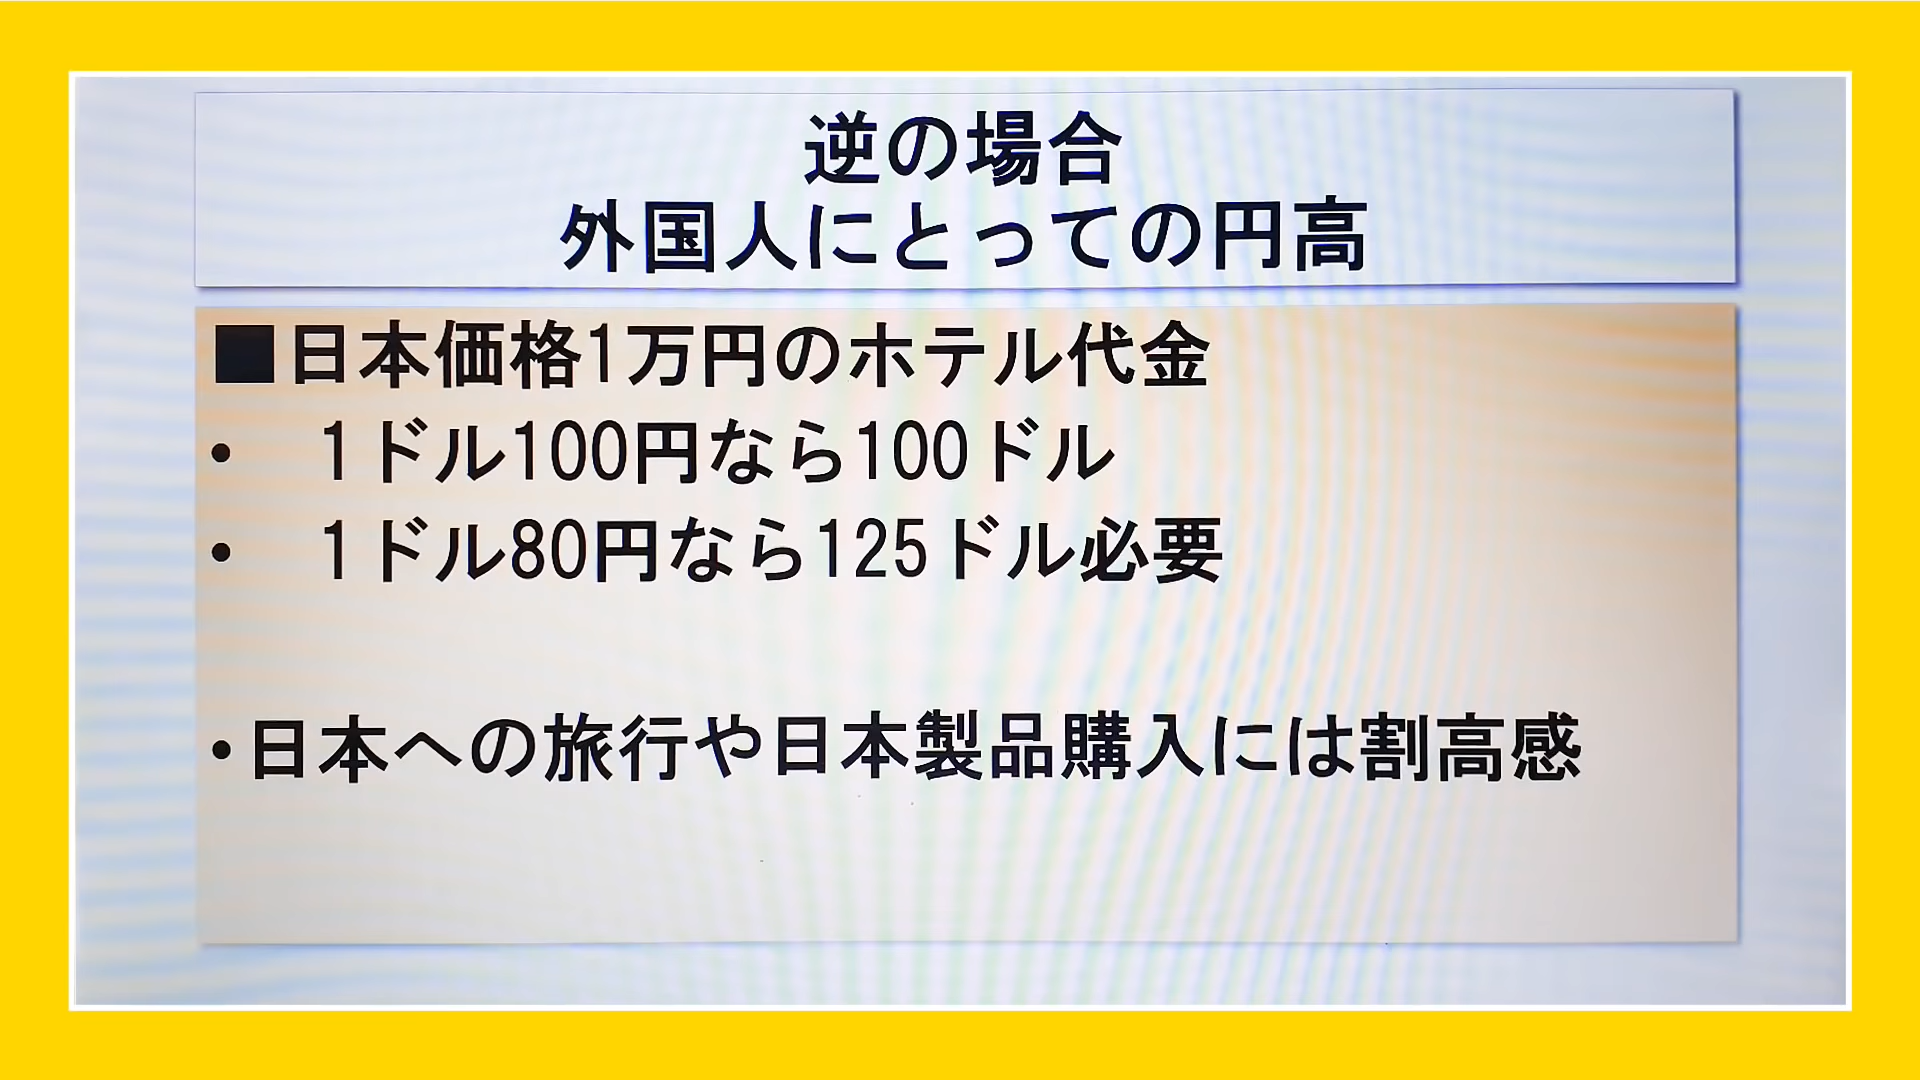 逆の場合
外国人にとっての円高
■日本価格1万円のホテル代金
• 1ドル100円なら100ドル
• 1ドル80円なら125ドル必要
•日本への旅行や日本製品購入には割高感